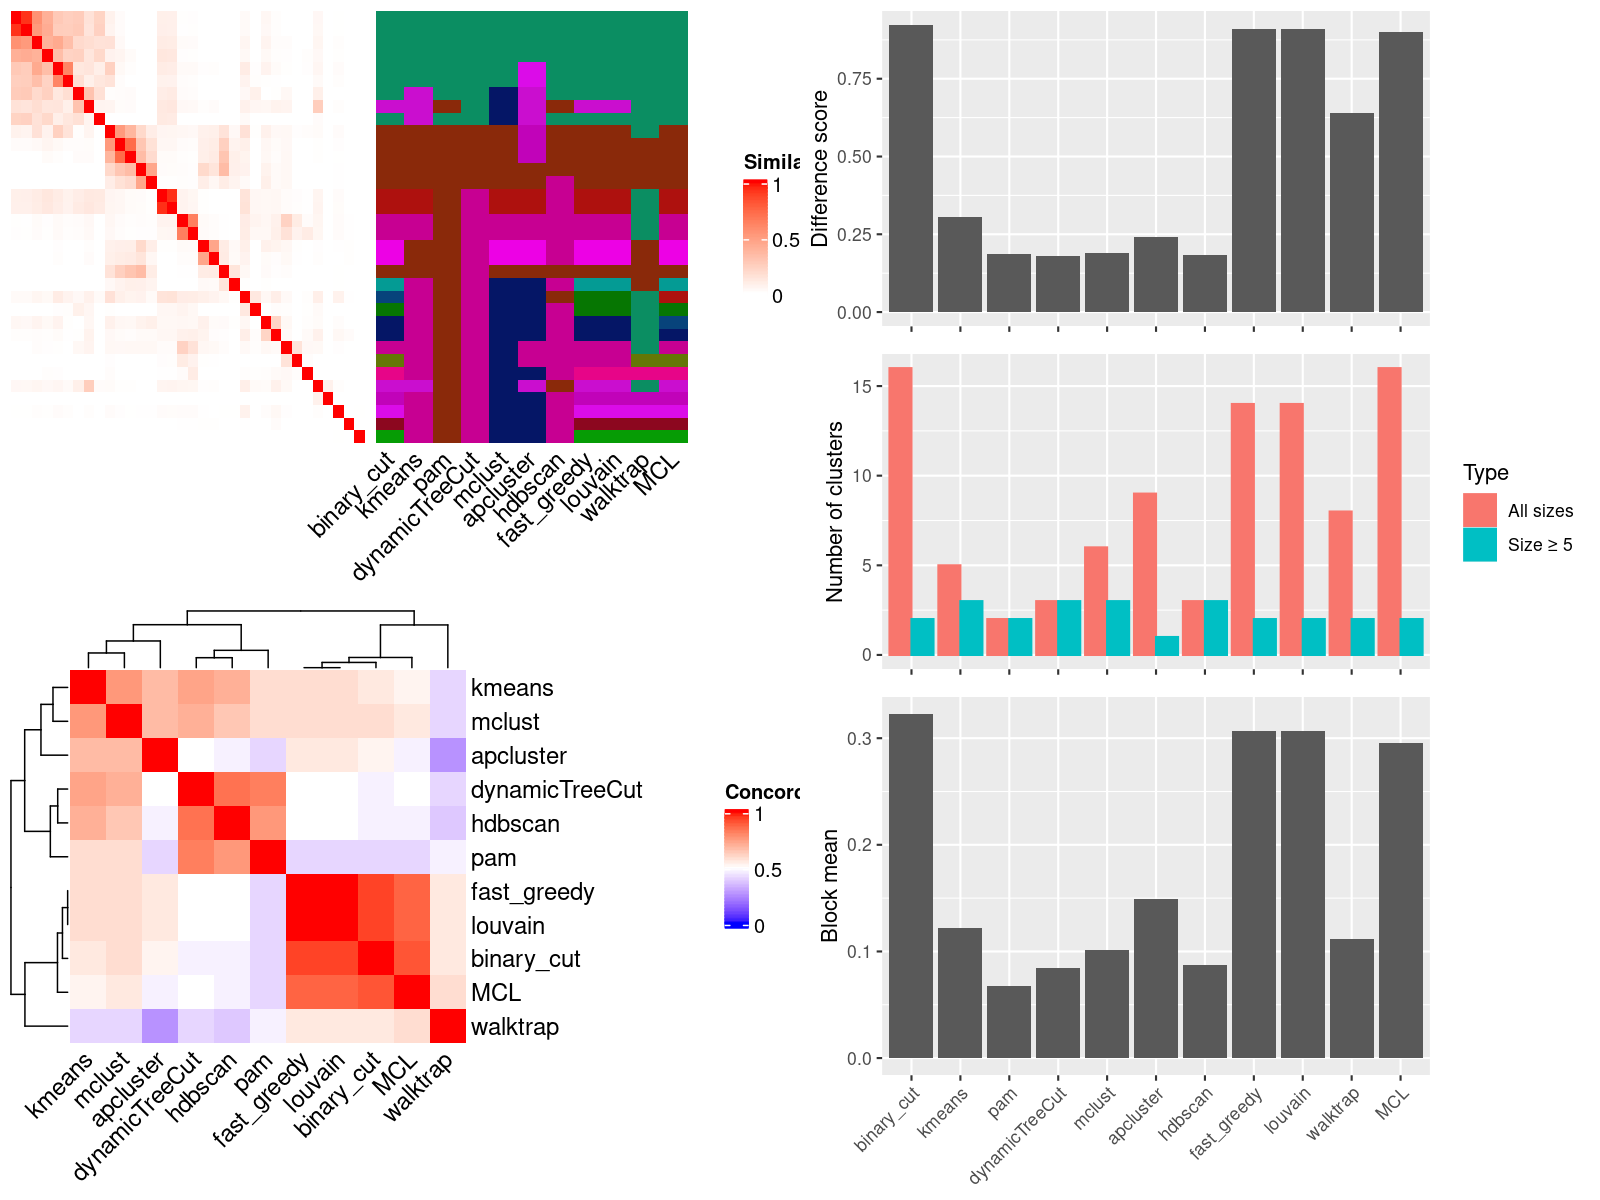 Simila
1
0.5
0
binary_cut
kmeans
pam
dynamicTreeCut
mclust
apcluster
hdbscan
fast_greedy
louvain
walktrap
MCL
Difference score
0.75
0.50
0.25
0.00
Number of clusters
15
10
5
0
Type
All sizes
Size ≥ 5
kmeans
mclust
apcluster
dynamicTreeCut
hdbscan
pam
fast_greedy
louvain
binary_cut
MCL
walktrap
kmeans
mclust
apcluster
dynamicTreeCut
hdbscan
pam
fast_greedy
louvain
binary_cut
MCL
walktrap
Concord
1
0.5
0
Block mean
0.3
0.2
0.1
0.0
binary_cut
kmeans
pam
dynamicTreeCut
mclust
apcluster
hdbscan
fast_greedy
louvain
walktrap
MCL